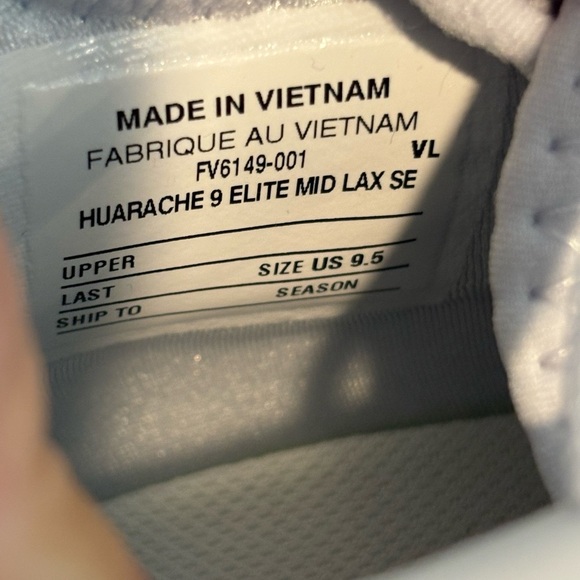 MADE IN VIETNAM
FABRIQUE AU VIETNAM
FV6149-001 VL
HUARACHE 9 ELITE MID LAX SE
UPPER
LAST SIZE US 9.5
SHIP TO SEASON